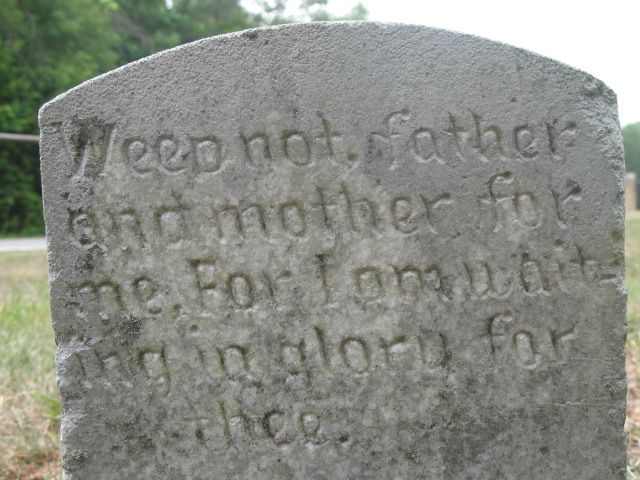 Weep not, father
and mother for
me, For I am wait-
ing in glory for
thee.